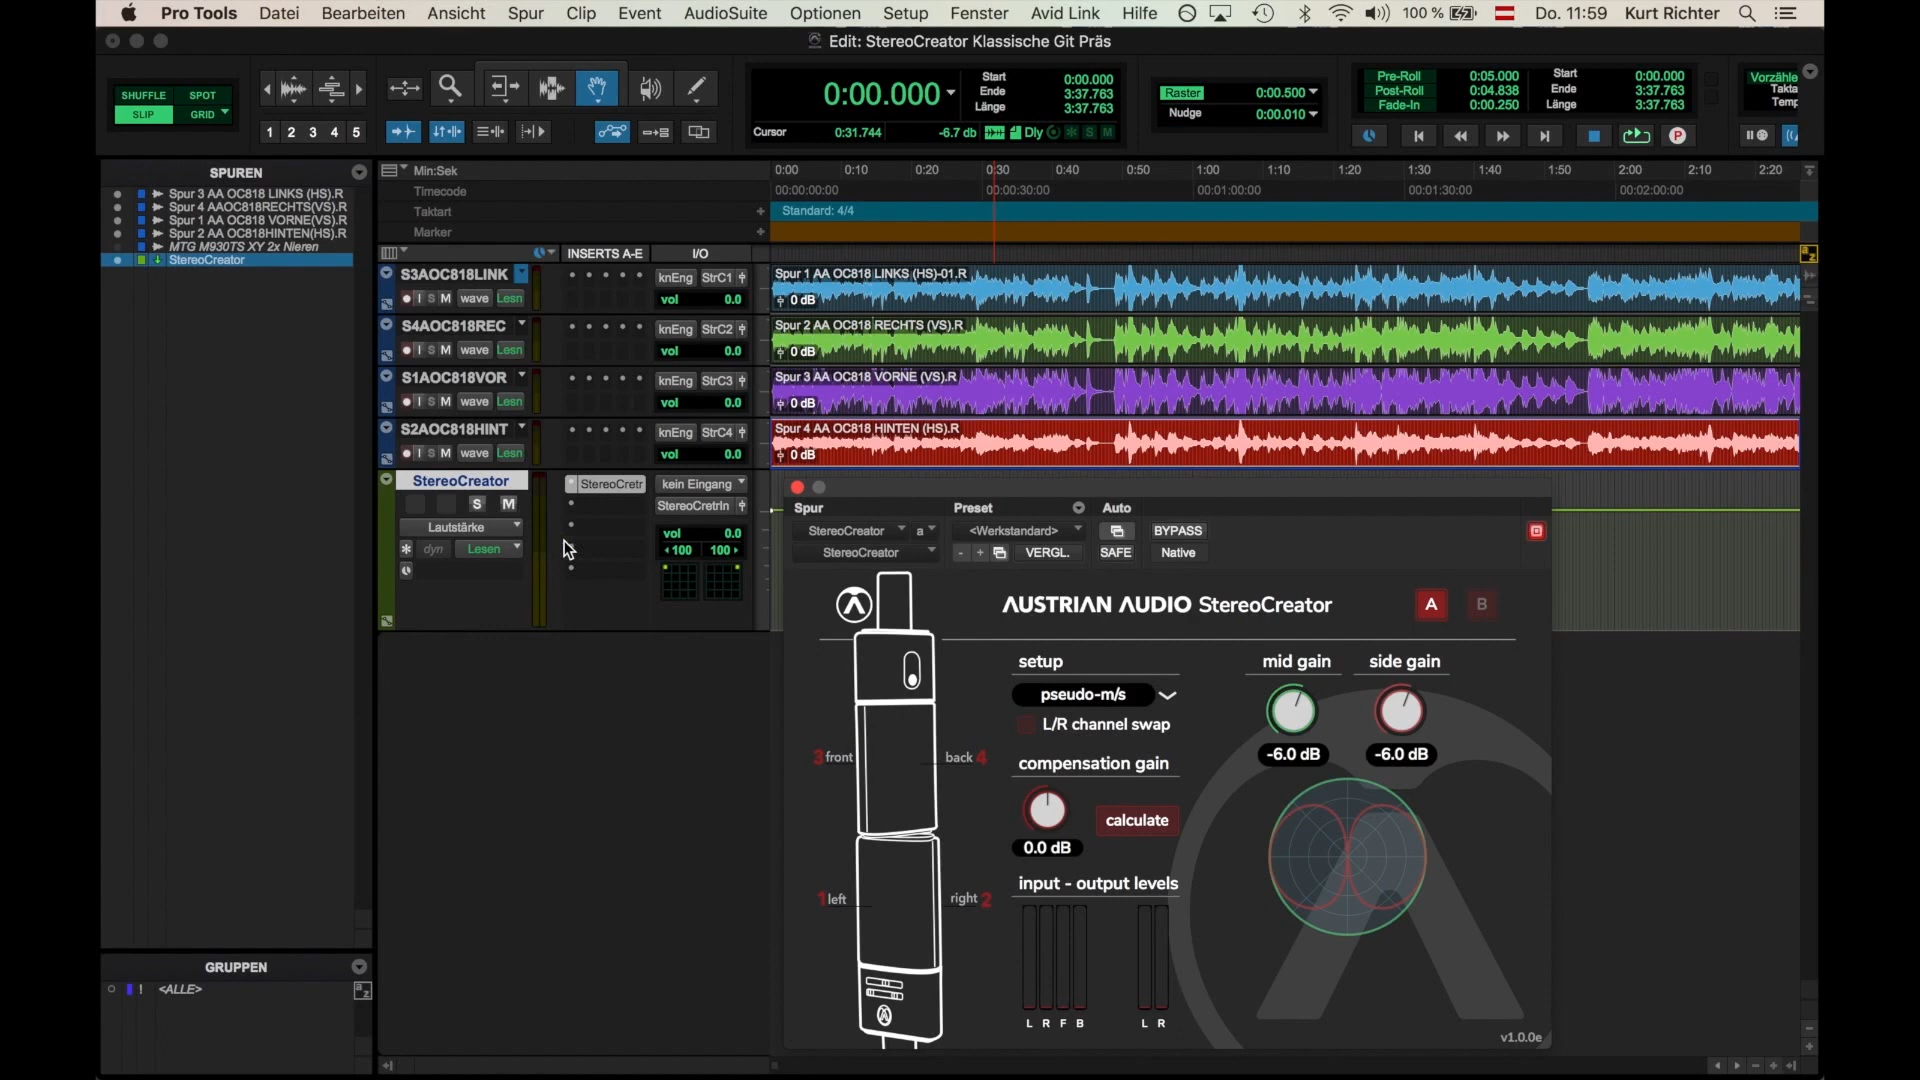 Pro Tools Datei Bearbeiten Ansicht Spur Clip Event AudioSuite Optionen Setup Fenster Avid Link Hilfe 100 % Do. 11:59 Kurt Richter
Edit: StereoCreator Klassische Git Präs
SHUFFLE SPOT
SLIP GRID
1 2 3 4 5
0:00.000
Start 0:00.000
Ende 3:37.763
Länge 3:37.763
Cursor 0:31.744 -6.7 db Dly S M
Raster 0:00.500
Nudge 0:00.010
Pre-Roll 0:05.000 Start 0:00.000
Post-Roll 0:04.838 Ende 3:37.763
Fade-In 0:00.250 Länge 3:37.763
P
Vorzähle
Takta
Temp
SPUREN
Spur 3 AA OC818 LINKS (HS).R
Spur 4 AAOC818RECHTS(VS).R
Spur 1 AA OC818 VORNE(VS).R
Spur 2 AA OC818HINTEN(HS).R
MTG M930TS XY 2x Nieren
StereoCreator
GRUPPEN
! <ALLE>
a z
Min:Sek 0:00 0:10 0:20 0:30 0:40 0:50 1:00 1:10 1:20 1:30 1:40 1:50 2:00 2:10 2:20
Timecode 00:00:00:00 00:00:30:00 00:01:00:00 00:01:30:00 00:02:00:00
Taktart Standard: 4/4
Marker
INSERTS A-E I/O
a z
S3AOC818LINK knEng StrC1
I S M wave Lesn vol 0.0
Spur 1 AA OC818 LINKS (HS)-01.R
0 dB
S4AOC818REC knEng StrC2
I S M wave Lesn vol 0.0
Spur 2 AA OC818 RECHTS (VS).R
0 dB
S1AOC818VOR knEng StrC3
I S M wave Lesn vol 0.0
Spur 3 AA OC818 VORNE (VS).R
0 dB
S2AOC818HINT knEng StrC4
I S M wave Lesn vol 0.0
Spur 4 AA OC818 HINTEN (HS).R
0 dB
StereoCreator StereoCretr kein Eingang
S M StereoCretrIn
Lautstärke vol 0.0
dyn Lesen 100 100
Spur Preset Auto
StereoCreator a <Werkstandard> BYPASS
StereoCreator - + VERGL. SAFE Native
AUSTRIAN AUDIO StereoCreator A B
setup mid gain side gain
pseudo-m/s
L/R channel swap
-6.0 dB -6.0 dB
3 front back 4
compensation gain
calculate
0.0 dB
input - output levels
1 left right 2
L R F B L R
v1.0.0e